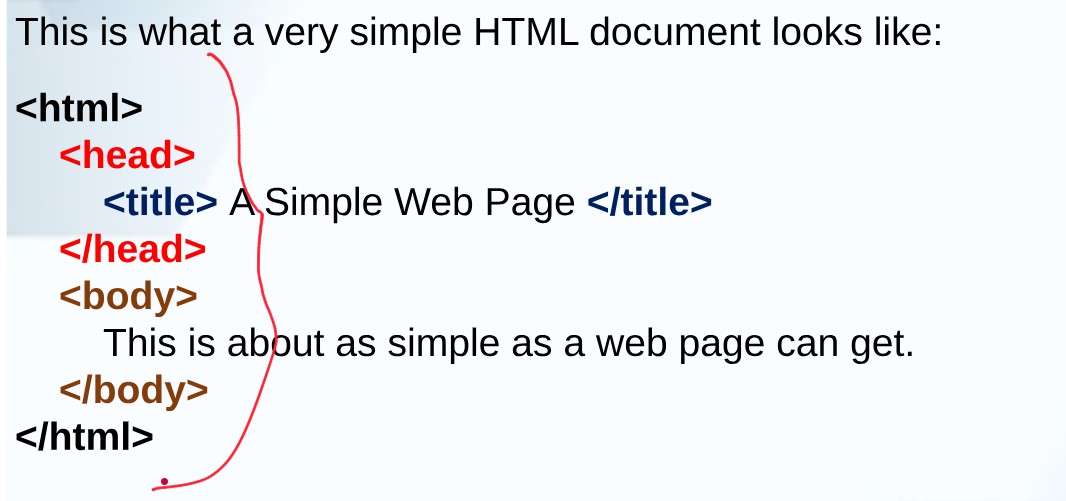 This is what a very simple HTML document looks like:
<html>
<head>
<title> A Simple Web Page </title>
</head>
<body>
This is about as simple as a web page can get.
</body>
</html>